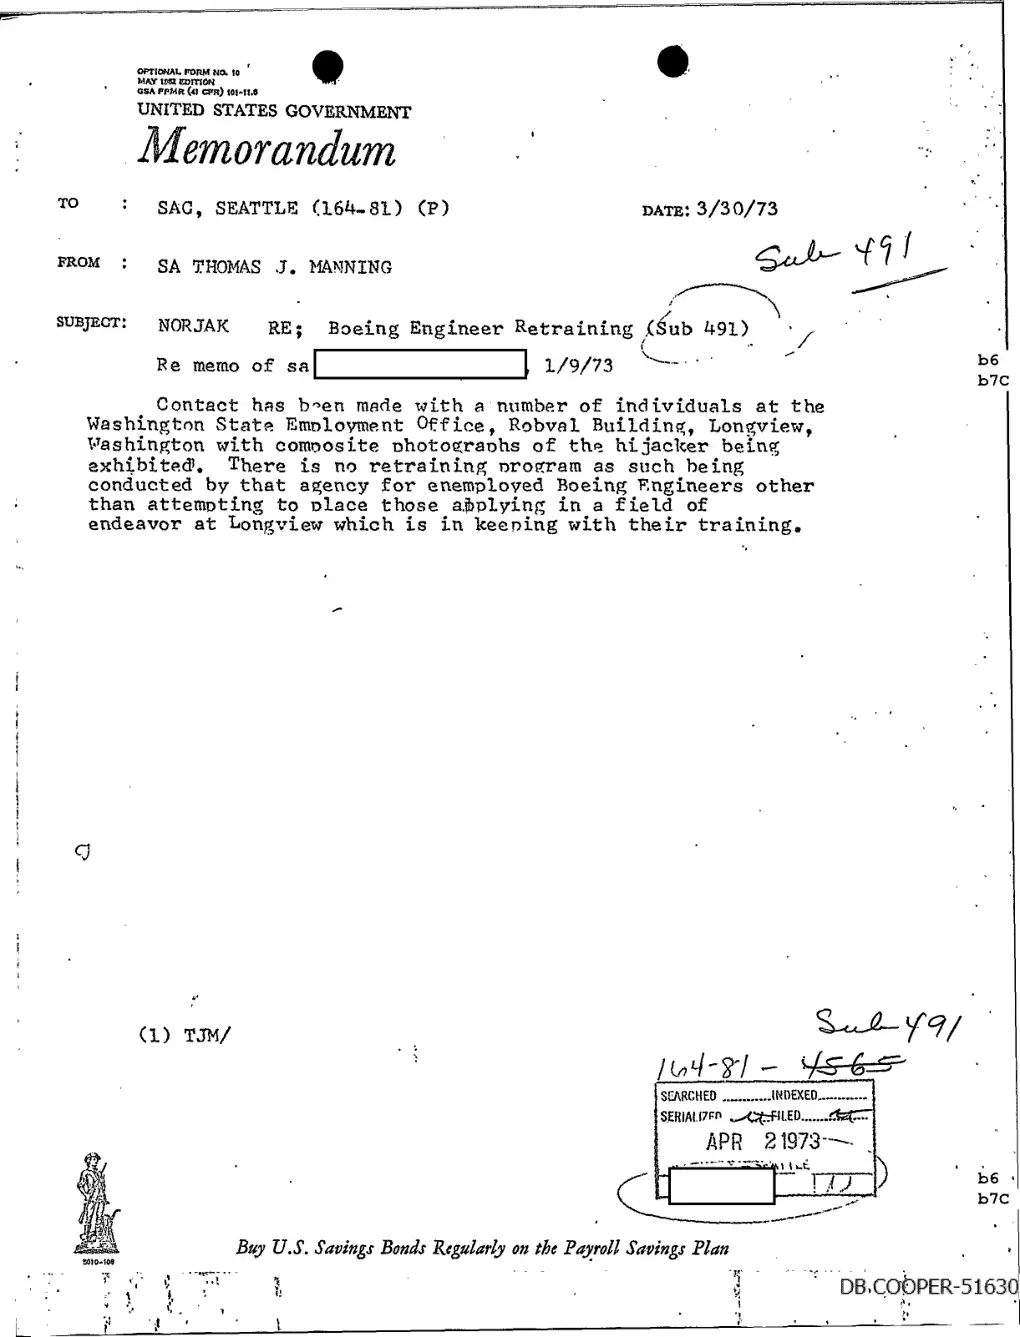 OPTIONAL FORM NO. 10
MAY 1962 EDITION
GSA FPMR (41 CFR) 101-11.6
UNITED STATES GOVERNMENT
Memorandum
TO : SAC, SEATTLE (164-81) (P) DATE: 3/30/73
FROM : SA THOMAS J. MANNING
Sub 491
SUBJECT: NORJAK RE; Boeing Engineer Retraining (Sub 491)
Re memo of sa , 1/9/73
b6
b7C
Contact has been made with a number of individuals at the
Washington State Employment Office, Robval Building, Longview,
Washington with composite photographs of the hijacker being
exhibited. There is no retraining program as such being
conducted by that agency for enemployed Boeing Engineers other
than attempting to place those applying in a field of
endeavor at Longview which is in keeping with their training.
(1) TJM/
Sub 491
164-81-4565
SEARCHED INDEXED
SERIALIZED FILED
APR 2 1973
SEATTLE
b6
b7C
5010-108
Buy U.S. Savings Bonds Regularly on the Payroll Savings Plan
DB.COOPER-51630